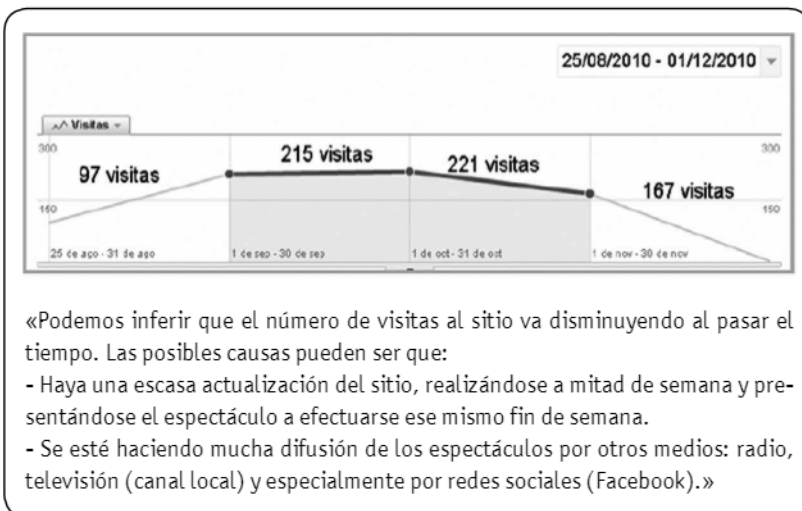 25/08/2010 - 01/12/2010
Visitas
300
300
97 visitas
215 visitas
221 visitas
167 visitas
150
150
25 de ago - 31 de ago
1 de sep - 30 de sep
1 de oct - 31 de oct
1 de nov - 30 de nov
«Podemos inferir que el número de visitas al sitio va disminuyendo al pasar el
tiempo. Las posibles causas pueden ser que:
- Haya una escasa actualización del sitio, realizándose a mitad de semana y pre-
sentándose el espectáculo a efectuarse ese mismo fin de semana.
- Se esté haciendo mucha difusión de los espectáculos por otros medios: radio,
televisión (canal local) y especialmente por redes sociales (Facebook).»